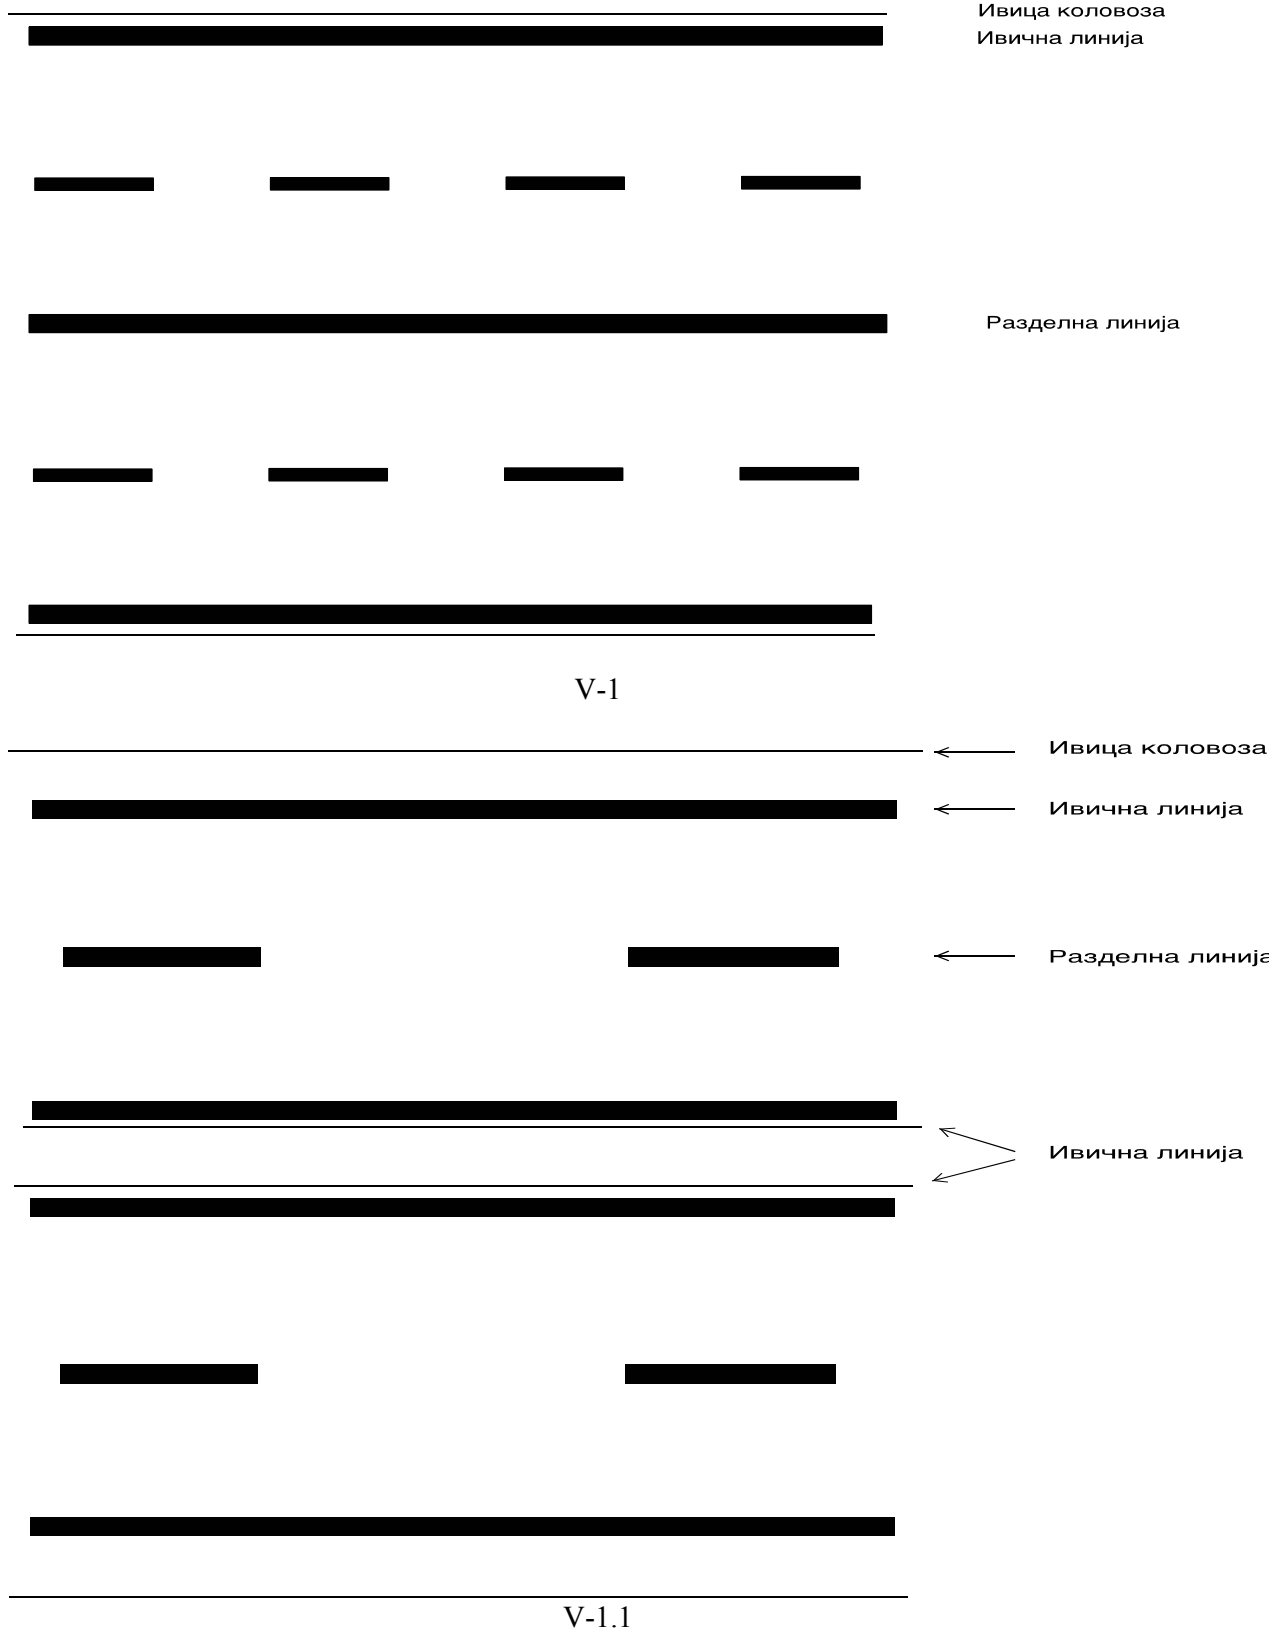 Ивица коловоза
Ивична линија
Разделна линија
V-1
Ивица коловоза
Ивична линија
Разделна линија
Ивична линија
V-1.1